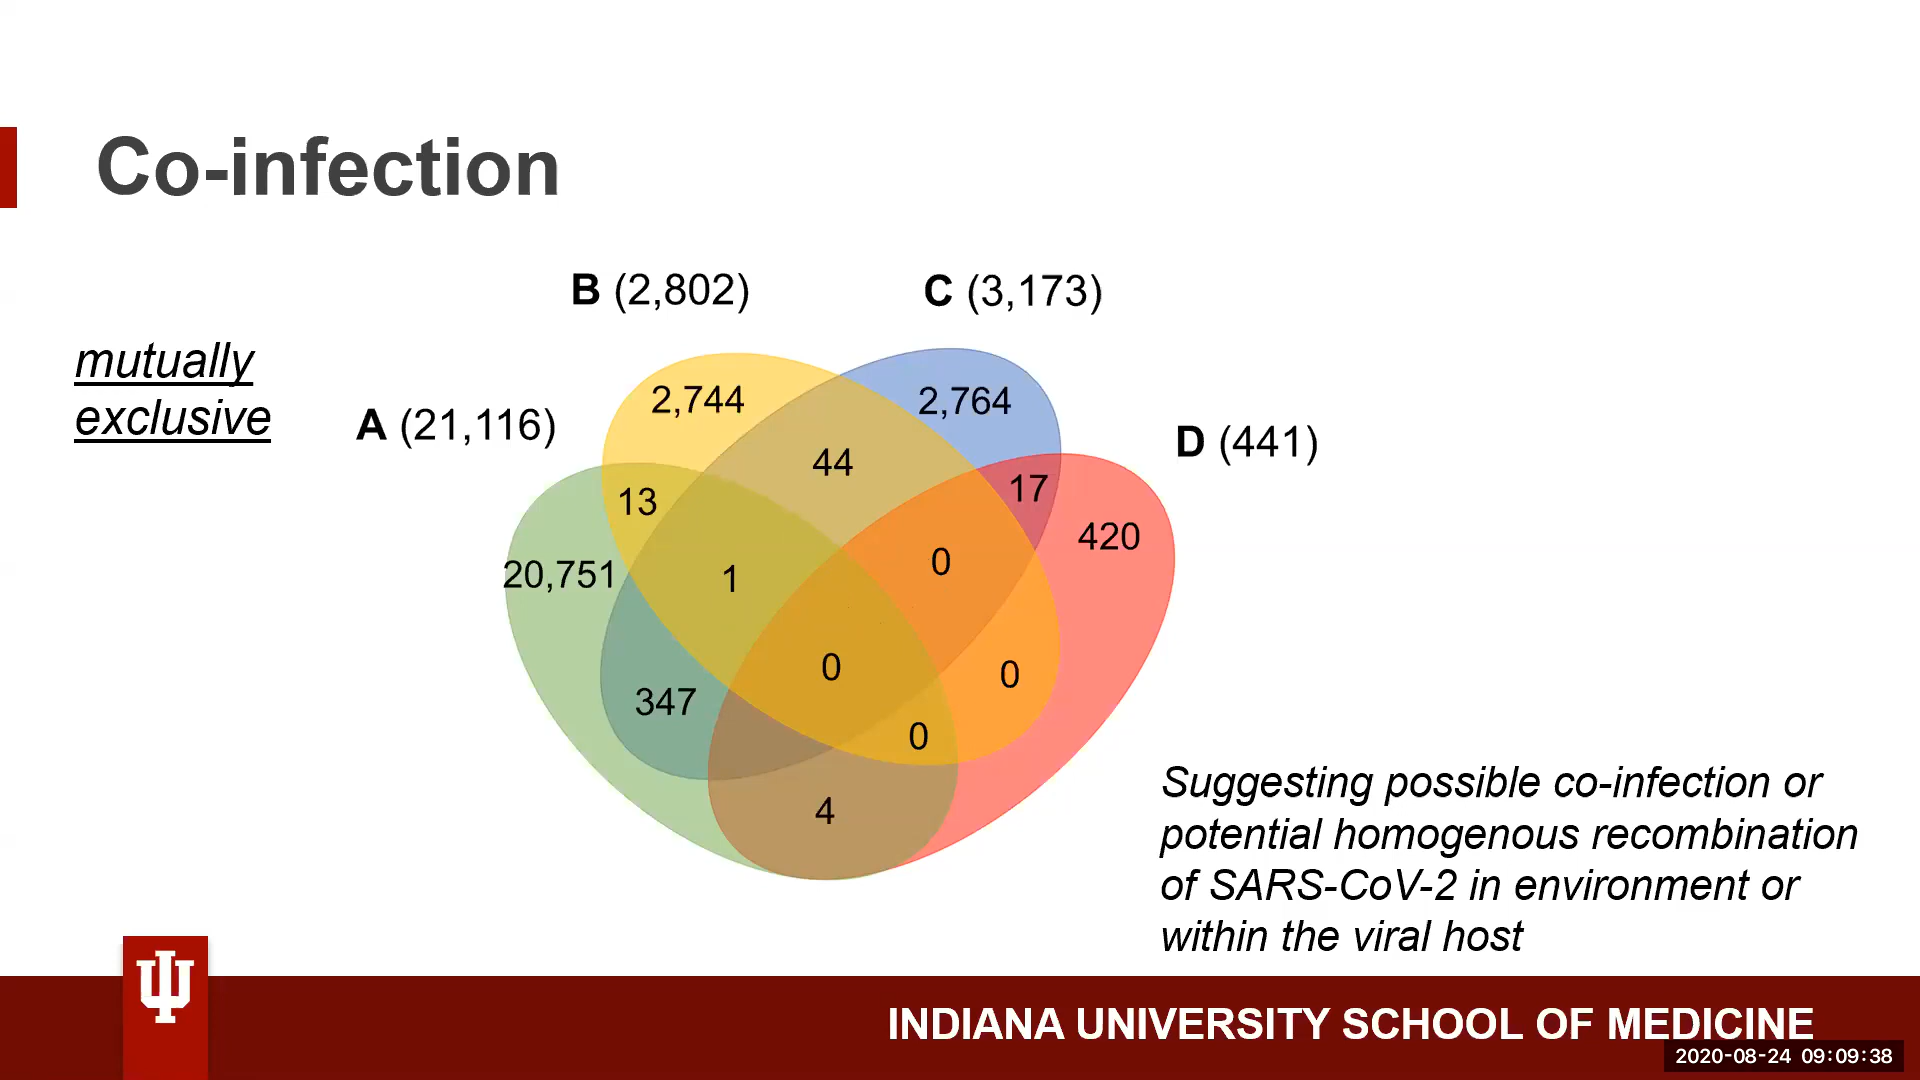 Co-infection
B (2,802)
C (3,173)
mutually
exclusive
A (21,116)
D (441)
2,744
2,764
44
17
13
420
20,751
1
0
0
0
347
0
4
Suggesting possible co-infection or
potential homogenous recombination
of SARS-CoV-2 in environment or
within the viral host
INDIANA UNIVERSITY SCHOOL OF MEDICINE
2020-08-24 09:09:38